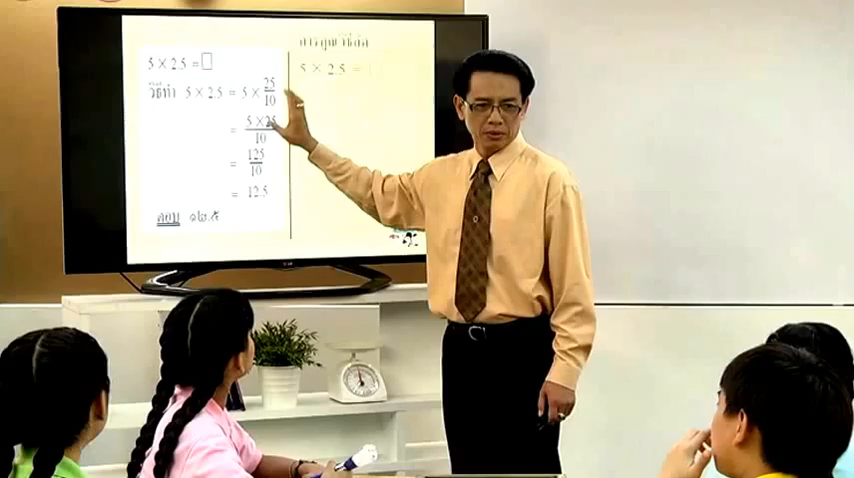 5 × 2.5 = □
วิธีทำ 5 × 2.5 = 5 × 25/10
= 5 × 25/10
= 125/10
= 12.5
ตอบ ๑๒.๕
5 × 2.5 =